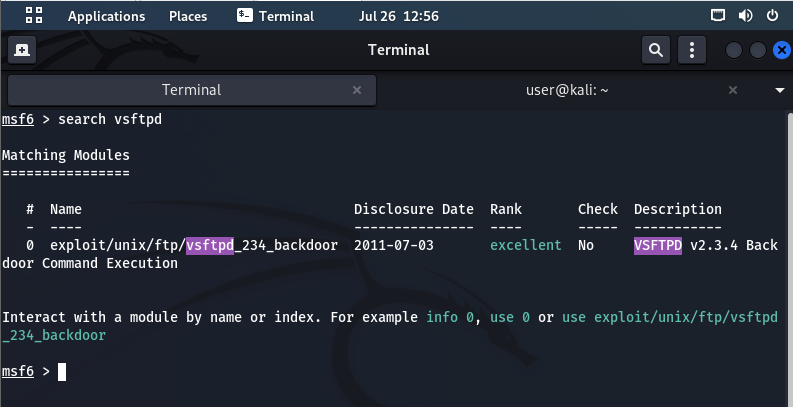 Applications Places Terminal Jul 26 12:56
Terminal
Terminal user@kali: ~
msf6 > search vsftpd
Matching Modules
================
# Name Disclosure Date Rank Check Description
- ---- --------------- ---- ----- -----------
0 exploit/unix/ftp/vsftpd_234_backdoor 2011-07-03 excellent No VSFTPD v2.3.4 Back
door Command Execution
Interact with a module by name or index. For example info 0, use 0 or use exploit/unix/ftp/vsftpd
_234_backdoor
msf6 >